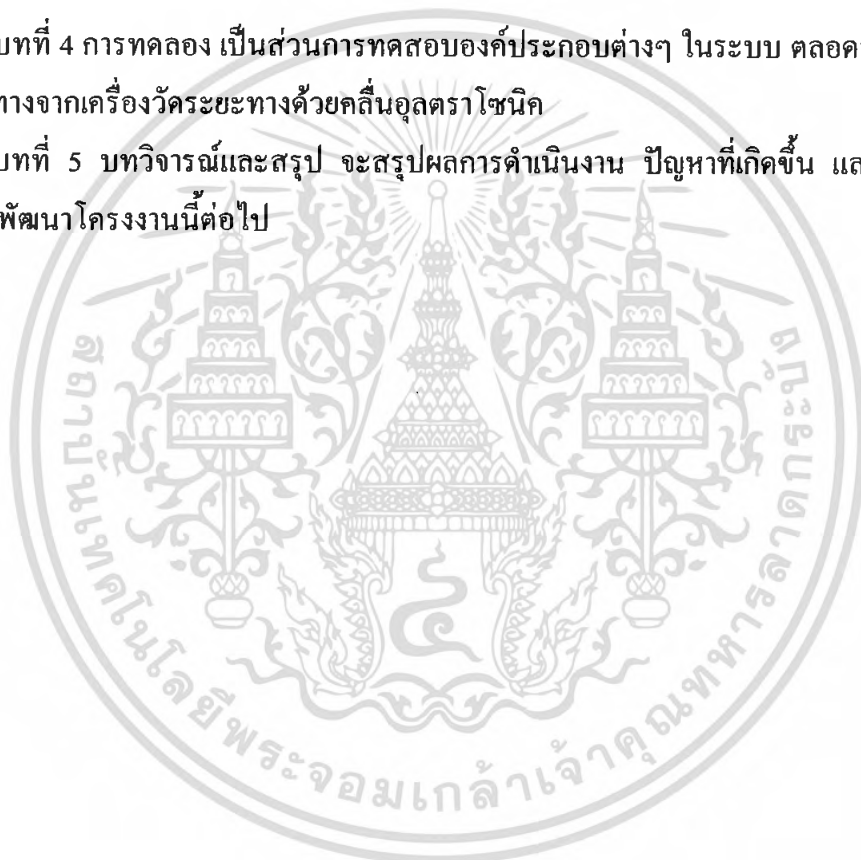 บทที่ 4 การทดลอง เป็นส่วนการทดสอบองค์ประกอบต่างๆ ในระบบ ตลอด
ทางจากเครื่องวัดระยะทางด้วยคลื่นอุลตราโซนิค
บทที่ 5 บทวิจารณ์และสรุป จะสรุปผลการดำเนินงาน ปัญหาที่เกิดขึ้น
พัฒนาโครงงานนี้ต่อไป
สถาบันเทคโนโลยีพระจอมเกล้าเจ้าคุณทหารลาดกระบัง
๔